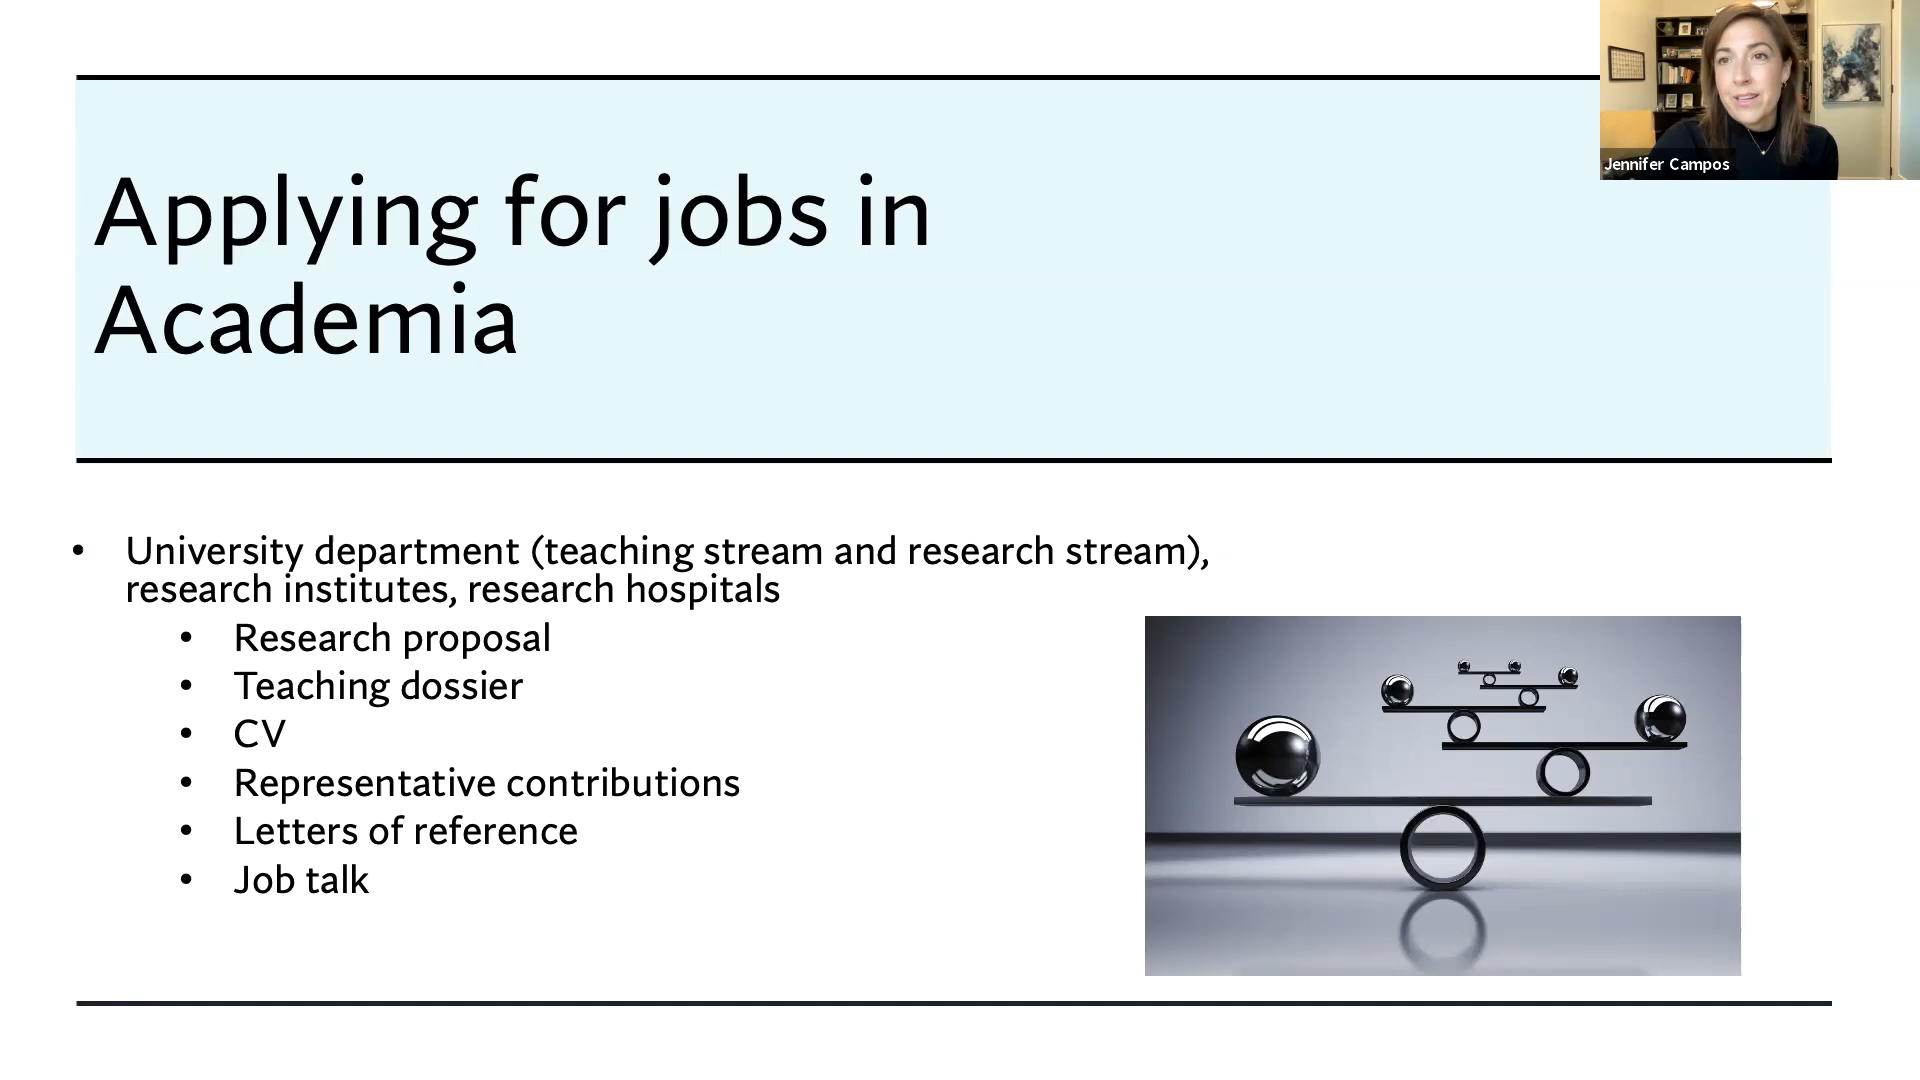 Jennifer Campos
Applying for jobs in
Academia
• University department (teaching stream and research stream),
research institutes, research hospitals
• Research proposal
• Teaching dossier
• CV
• Representative contributions
• Letters of reference
• Job talk